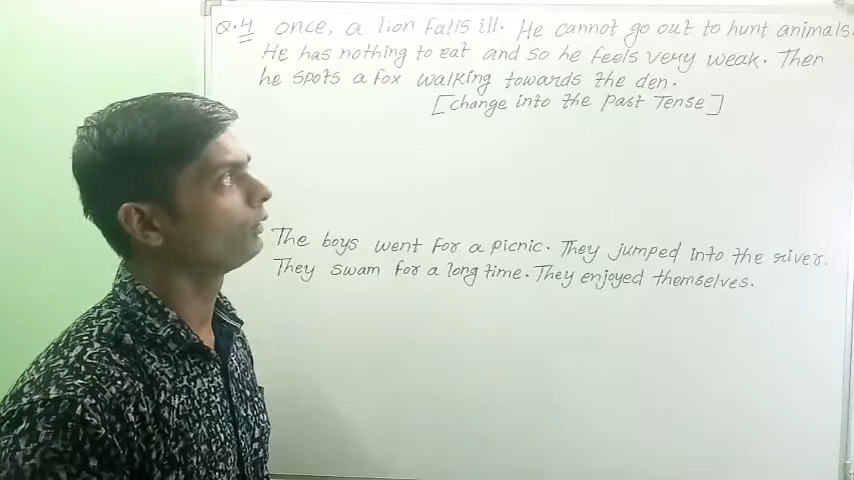 Q.4 once, a lion falls ill. He cannot go out to hunt animals.
He has nothing to eat and so he feels very weak. Then
he spots a fox walking towards the den.
[change into the past Tense]
The boys went for a picnic. They jumped into the river.
They swam for a long time. They enjoyed themselves.